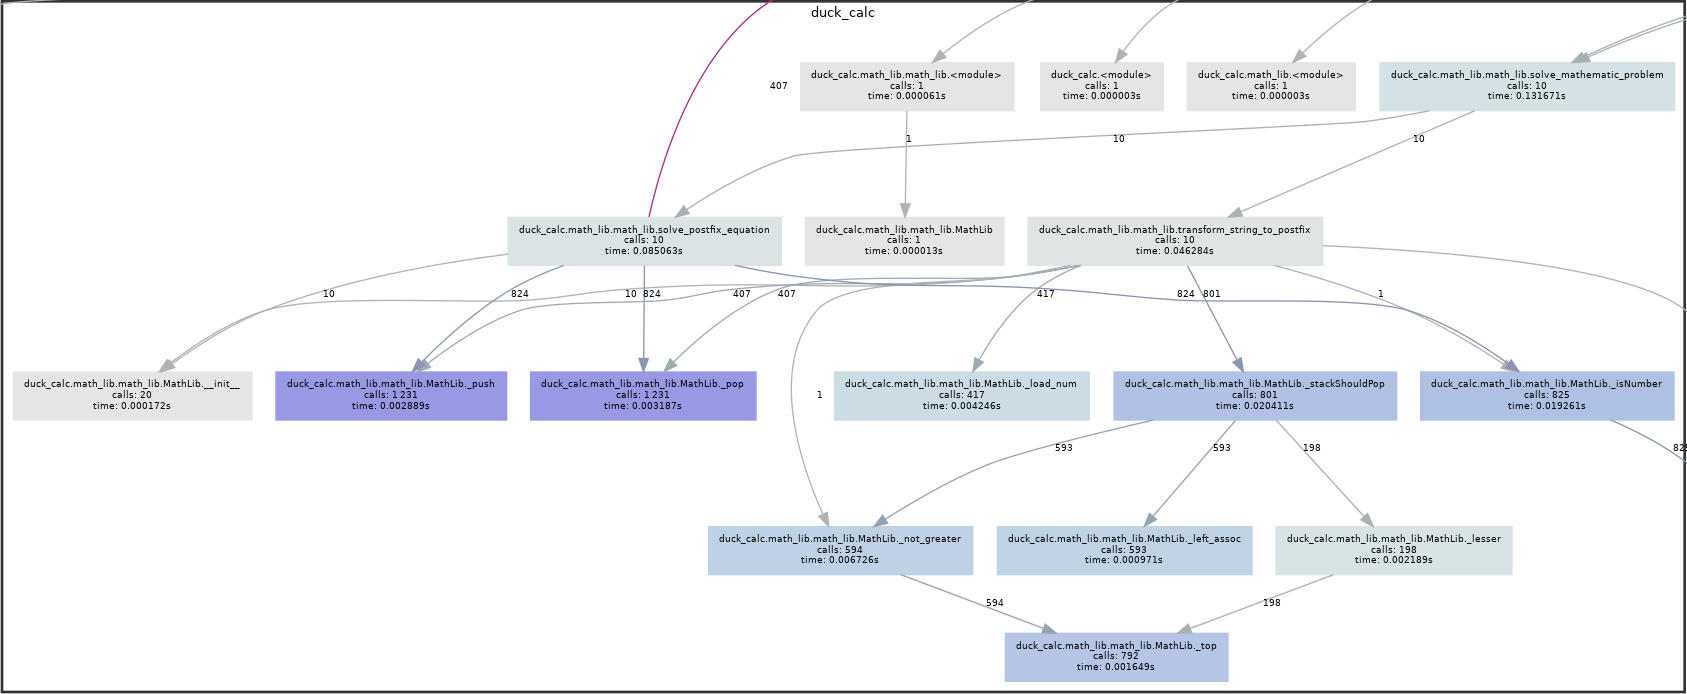 duck_calc
407
duck_calc.math_lib.math_lib.<module>
calls: 1
time: 0.000061s
duck_calc.<module>
calls: 1
time: 0.000003s
duck_calc.math_lib.<module>
calls: 1
time: 0.000003s
duck_calc.math_lib.math_lib.solve_mathematic_problem
calls: 10
time: 0.131671s
1
10
10
duck_calc.math_lib.math_lib.solve_postfix_equation
calls: 10
time: 0.085063s
duck_calc.math_lib.math_lib.MathLib
calls: 1
time: 0.000013s
duck_calc.math_lib.math_lib.transform_string_to_postfix
calls: 10
time: 0.046284s
10
824
10
824
407
407
417
824
801
1
duck_calc.math_lib.math_lib.MathLib.__init__
calls: 20
time: 0.000172s
duck_calc.math_lib.math_lib.MathLib._push
calls: 1 231
time: 0.002889s
duck_calc.math_lib.math_lib.MathLib._pop
calls: 1 231
time: 0.003187s
1
duck_calc.math_lib.math_lib.MathLib._load_num
calls: 417
time: 0.004246s
duck_calc.math_lib.math_lib.MathLib._stackShouldPop
calls: 801
time: 0.020411s
duck_calc.math_lib.math_lib.MathLib._isNumber
calls: 825
time: 0.019261s
593
593
198
825
duck_calc.math_lib.math_lib.MathLib._not_greater
calls: 594
time: 0.006726s
duck_calc.math_lib.math_lib.MathLib._left_assoc
calls: 593
time: 0.000971s
duck_calc.math_lib.math_lib.MathLib._lesser
calls: 198
time: 0.002189s
594
198
duck_calc.math_lib.math_lib.MathLib._top
calls: 792
time: 0.001649s